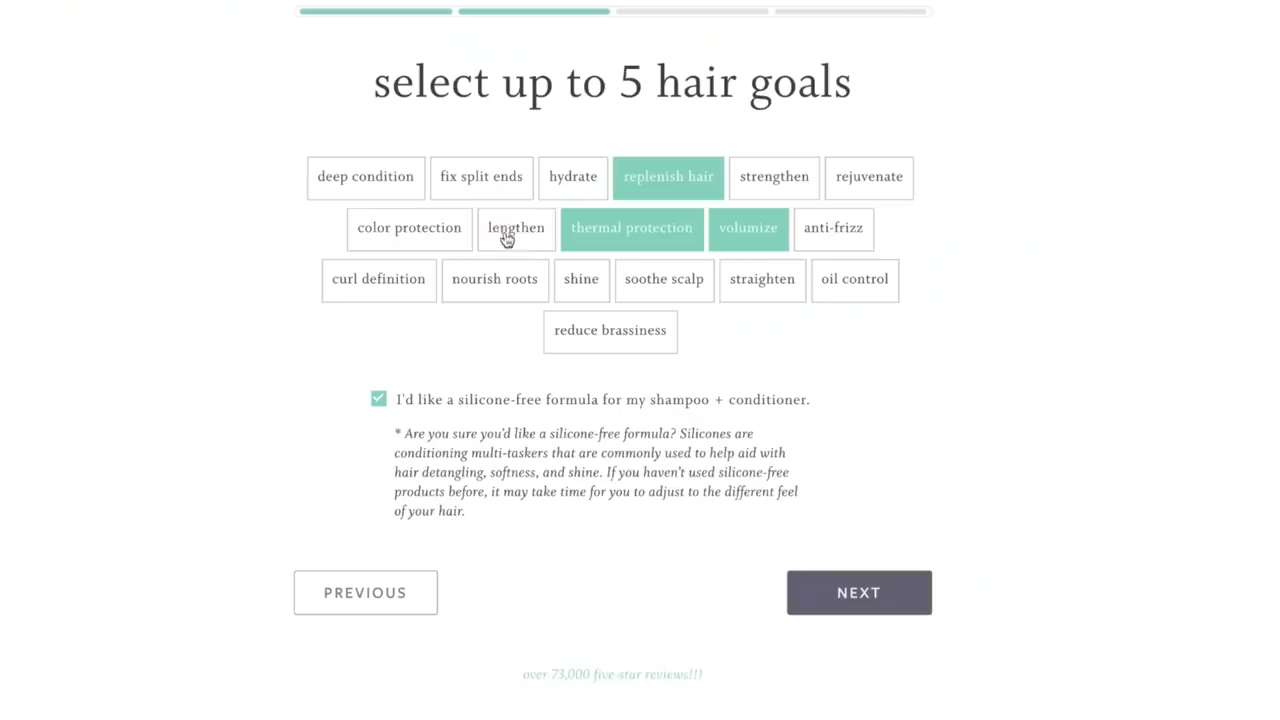 select up to 5 hair goals
deep condition fix split ends hydrate replenish hair strengthen rejuvenate
color protection lengthen thermal protection volumize anti-frizz
curl definition nourish roots shine soothe scalp straighten oil control
reduce brassiness
I'd like a silicone-free formula for my shampoo + conditioner.
* Are you sure you'd like a silicone-free formula? Silicones are
conditioning multi-taskers that are commonly used to help aid with
hair detangling, softness, and shine. If you haven't used silicone-free
products before, it may take time for you to adjust to the different feel
of your hair.
PREVIOUS NEXT
over 73,000 five-star reviews!!!